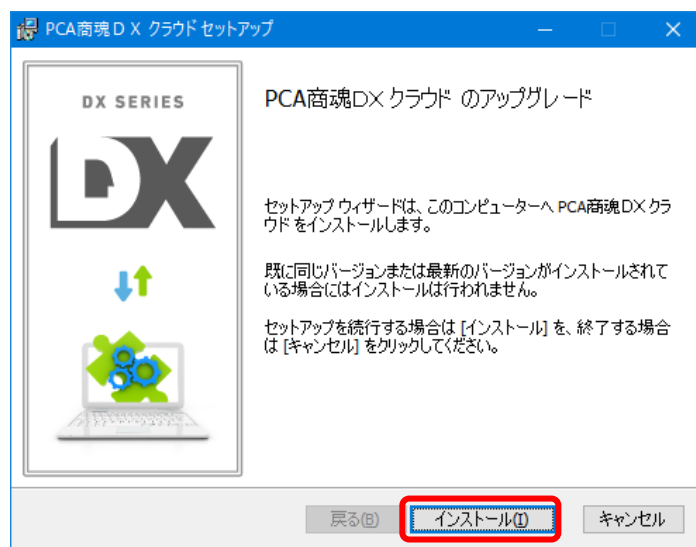 PCA商魂ＤＸ クラウド セットアップ
DX SERIES
DX
PCA商魂DX クラウド のアップグレード
セットアップ ウィザードは、このコンピューターへ PCA商魂DX クラ
ウド をインストールします。
既に同じバージョンまたは最新のバージョンがインストールされて
いる場合にはインストールは行われません。
セットアップを続行する場合は [インストール] を、終了する場合
は [キャンセル] をクリックしてください。
戻る(B)
インストール(I)
キャンセル